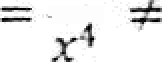 = x⁴ ≠